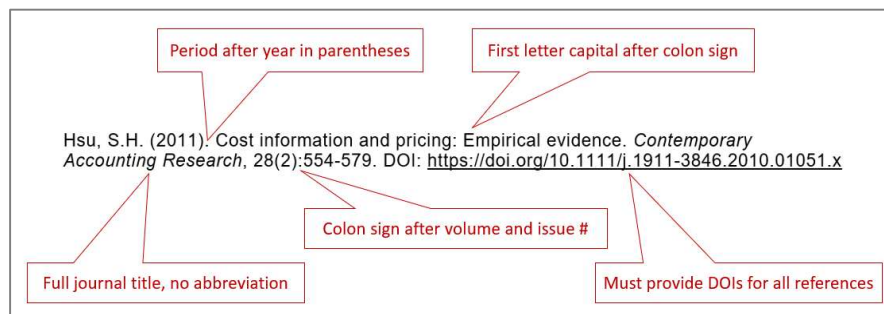 Period after year in parentheses
First letter capital after colon sign
Hsu, S.H. (2011). Cost information and pricing: Empirical evidence. Contemporary
Accounting Research, 28(2):554-579. DOI: https://doi.org/10.1111/j.1911-3846.2010.01051.x
Colon sign after volume and issue #
Full journal title, no abbreviation
Must provide DOIs for all references